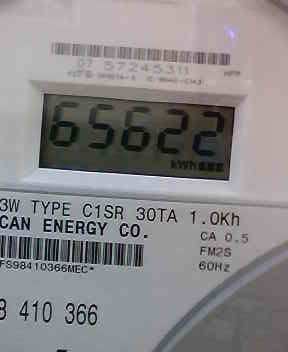 07 57245311
65622
kWh
3W TYPE C1SR 30TA 1.0Kh
CAN ENERGY CO.
CA 0.5
FM2S
60Hz
FS98410366MEC*
8 410 366